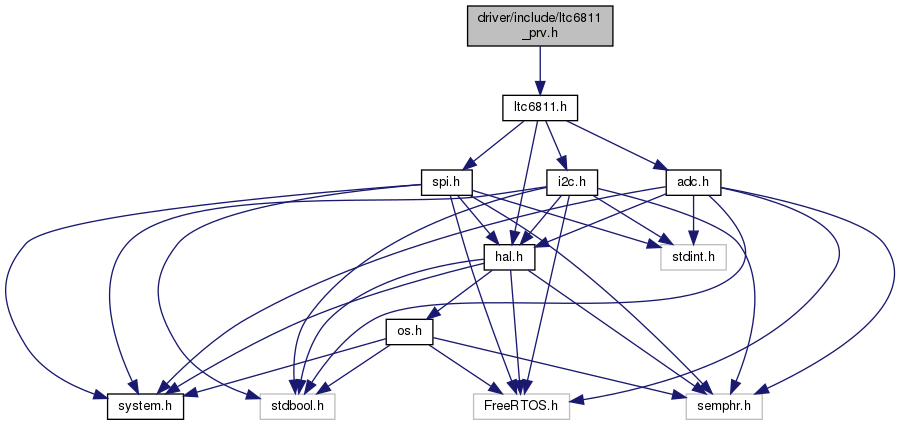 driver/include/ltc6811
_prv.h
ltc6811.h
spi.h
i2c.h
adc.h
hal.h
stdint.h
os.h
system.h
stdbool.h
FreeRTOS.h
semphr.h